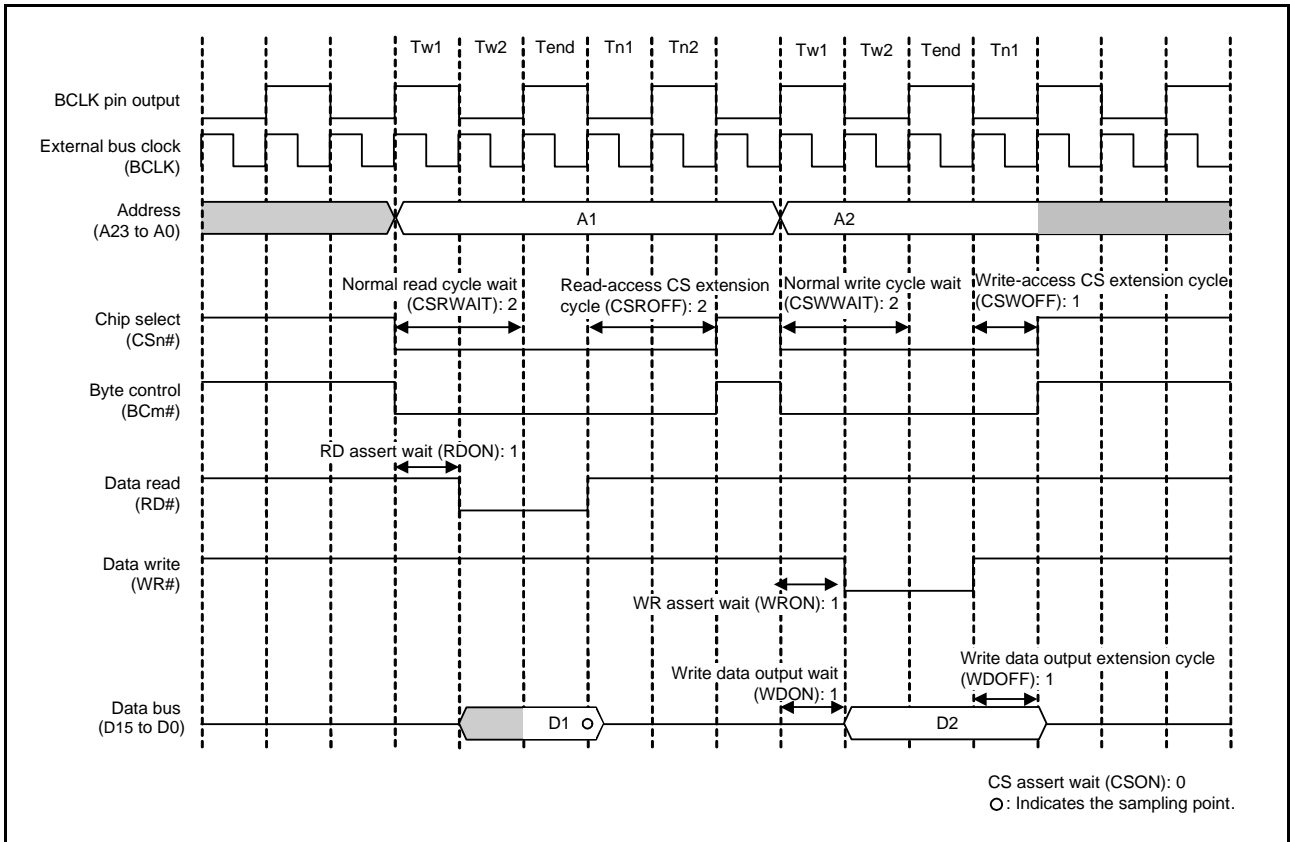 Tw1 Tw2 Tend Tn1 Tn2 Tw1 Tw2 Tend Tn1
BCLK pin output
External bus clock
(BCLK)
Address
(A23 to A0)
A1 A2
Normal read cycle wait
(CSRWAIT): 2
Read-access CS extension
cycle (CSROFF): 2
Normal write cycle wait
(CSWWAIT): 2
Write-access CS extension cycle
(CSWOFF): 1
Chip select
(CSn#)
Byte control
(BCm#)
RD assert wait (RDON): 1
Data read
(RD#)
Data write
(WR#)
WR assert wait (WRON): 1
Write data output wait
(WDON): 1
Write data output extension cycle
(WDOFF): 1
Data bus
(D15 to D0)
D1 D2
CS assert wait (CSON): 0
: Indicates the sampling point.